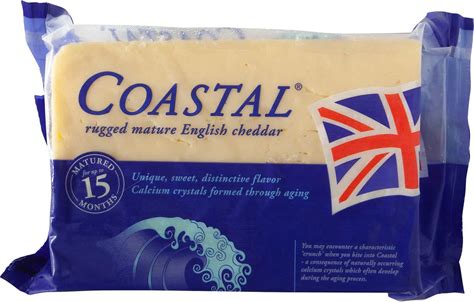 COASTAL®
rugged mature English cheddar
MATURED
for up to
15
MONTHS
Unique, sweet, distinctive flavor
Calcium crystals formed through aging
You may encounter a characteristic
'crunch' when you bite into Coastal
- a consequence of naturally occurring
calcium crystals which often develop
during the aging process.